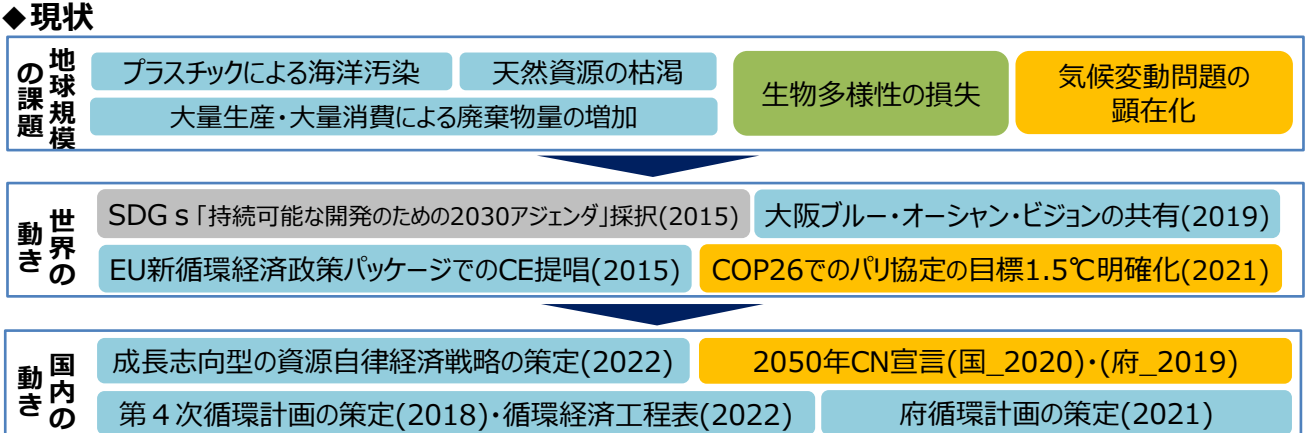 ◆現状
地球規模の課題
プラスチックによる海洋汚染
天然資源の枯渇
大量生産・大量消費による廃棄物量の増加
生物多様性の損失
気候変動問題の
顕在化
世界の動き
SDGｓ「持続可能な開発のための2030アジェンダ」採択(2015)
大阪ブルー・オーシャン・ビジョンの共有(2019)
EU新循環経済政策パッケージでのCE提唱(2015)
COP26でのパリ協定の目標1.5℃明確化(2021)
国内の動き
成長志向型の資源自律経済戦略の策定(2022)
2050年CN宣言(国_2020)・(府_2019)
第４次循環計画の策定(2018)・循環経済工程表(2022)
府循環計画の策定(2021)